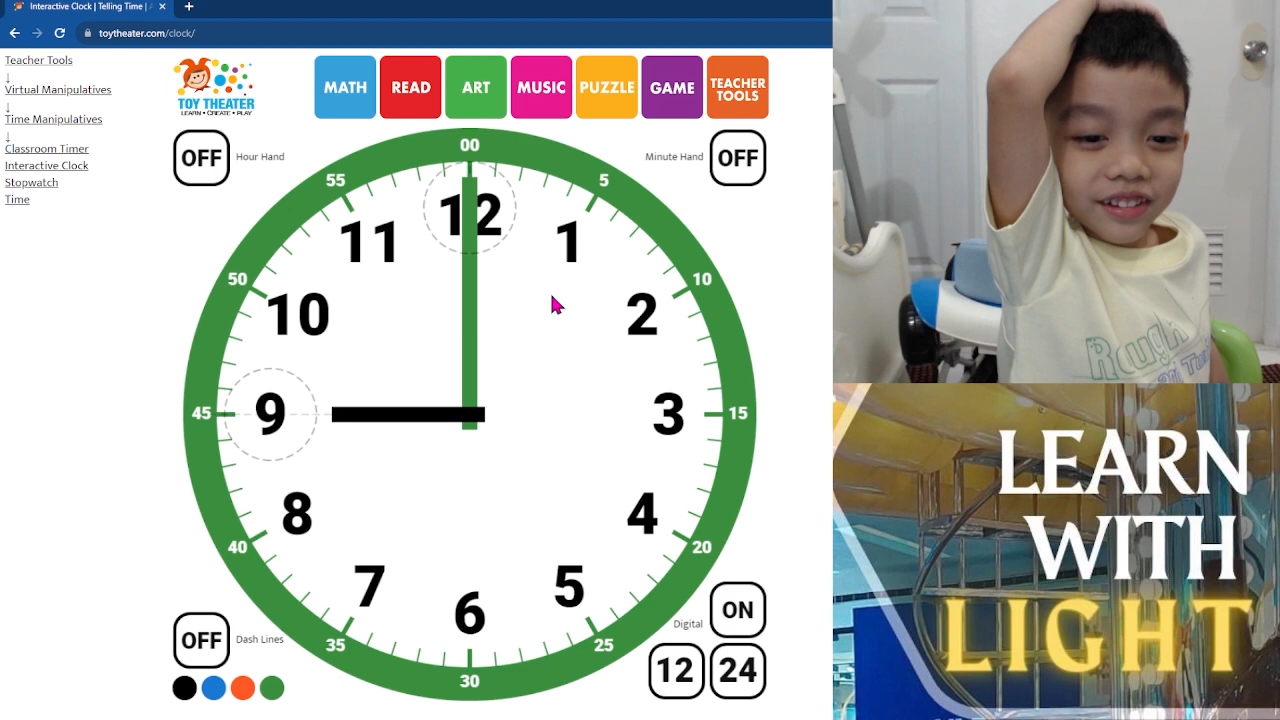 Interactive Clock | Telling Time |
toytheater.com/clock/
Teacher Tools
↓
Virtual Manipulatives
↓
Time Manipulatives
↓
Classroom Timer
Interactive Clock
Stopwatch
Time
TOY THEATER
LEARN • CREATE • PLAY
MATH
READ
ART
MUSIC
PUZZLE
GAME
TEACHER
TOOLS
OFF
Hour Hand
Minute Hand
OFF
00
5
10
15
20
25
30
35
40
45
50
55
12
1
2
3
4
5
6
7
8
9
10
11
OFF
Dash Lines
Digital
ON
12
24
Rough
LEARN
WITH
LIGHT